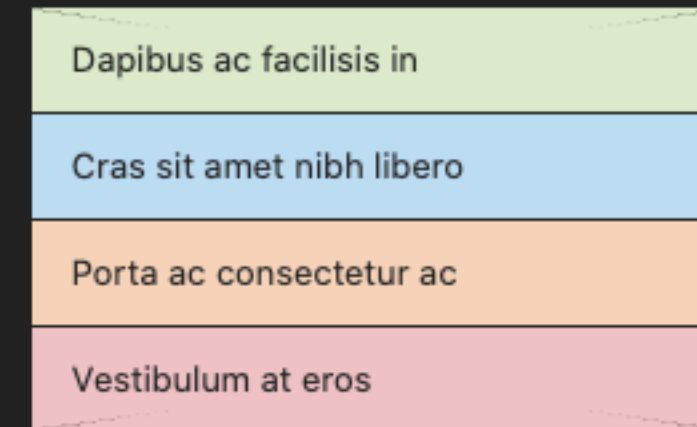 Dapibus ac facilisis in
Cras sit amet nibh libero
Porta ac consectetur ac
Vestibulum at eros